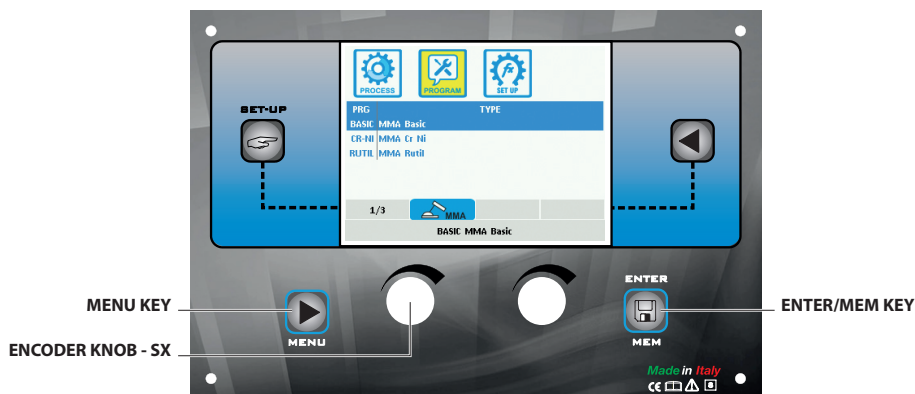 PROCESS
PROGRAM
fx
SET UP
PRG TYPE
BASIC MMA Basic
CR-NI MMA Cr Ni
RUTIL MMA Rutil
1/3 MMA
BASIC MMA Basic
SET-UP
MENU KEY
MENU
ENCODER KNOB - SX
ENTER
MEM
ENTER/MEM KEY
Made in Italy
CE